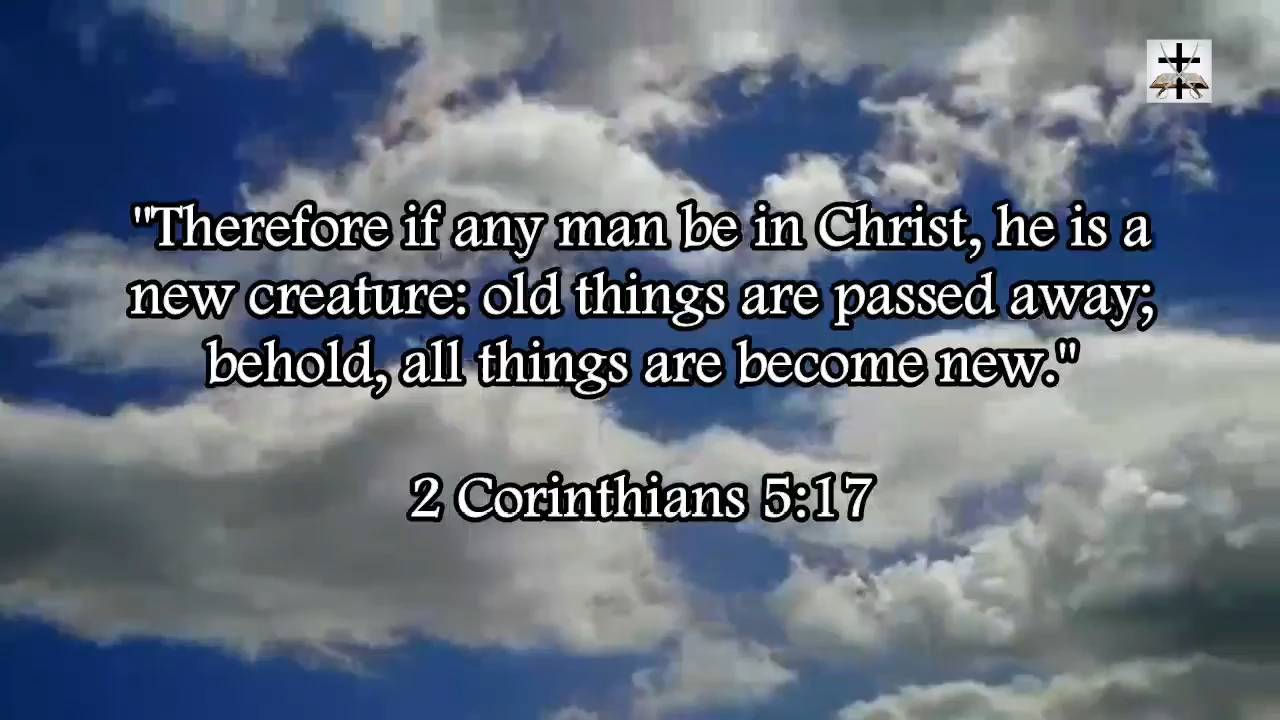 "Therefore if any man be in Christ, he is a
new creature: old things are passed away;
behold, all things are become new."
2 Corinthians 5:17